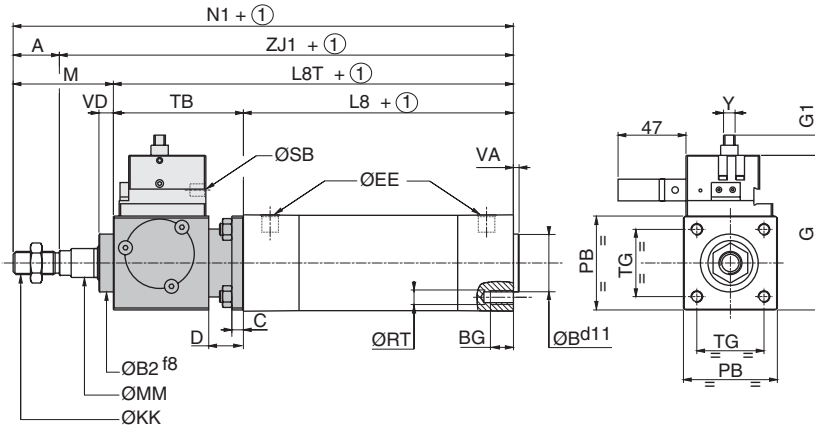 N1 + ①
A
ZJ1 + ①
M
L8T + ①
VD
TB
L8 + ①
VA
ØSB
ØEE
D
C
ØRT
BG
ØB d11
ØB2 f8
ØMM
ØKK
Y
G1
47
G
PB
=
=
TG
=
=
TG
=
=
PB
=
=